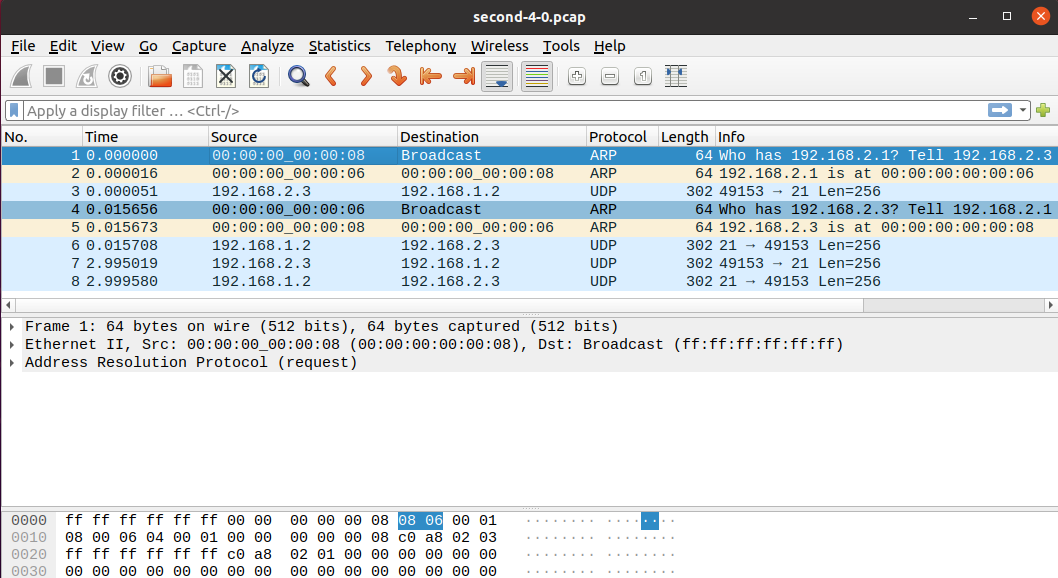 second-4-0.pcap
File Edit View Go Capture Analyze Statistics Telephony Wireless Tools Help
Apply a display filter … <Ctrl-/>
No. Time Source Destination Protocol Length Info
1 0.000000 00:00:00_00:00:08 Broadcast ARP 64 Who has 192.168.2.1? Tell 192.168.2.3
2 0.000016 00:00:00_00:00:06 00:00:00_00:00:08 ARP 64 192.168.2.1 is at 00:00:00:00:00:06
3 0.000051 192.168.2.3 192.168.1.2 UDP 302 49153 → 21 Len=256
4 0.015656 00:00:00_00:00:06 Broadcast ARP 64 Who has 192.168.2.3? Tell 192.168.2.1
5 0.015673 00:00:00_00:00:08 00:00:00_00:00:06 ARP 64 192.168.2.3 is at 00:00:00:00:00:08
6 0.015708 192.168.1.2 192.168.2.3 UDP 302 21 → 49153 Len=256
7 2.995019 192.168.2.3 192.168.1.2 UDP 302 49153 → 21 Len=256
8 2.999580 192.168.1.2 192.168.2.3 UDP 302 21 → 49153 Len=256
Frame 1: 64 bytes on wire (512 bits), 64 bytes captured (512 bits)
Ethernet II, Src: 00:00:00_00:00:08 (00:00:00:00:00:08), Dst: Broadcast (ff:ff:ff:ff:ff:ff)
Address Resolution Protocol (request)
0000 ff ff ff ff ff ff 00 00 00 00 00 08 08 06 00 01 ········ ········
0010 08 00 06 04 00 01 00 00 00 00 00 08 c0 a8 02 03 ········ ········
0020 ff ff ff ff ff ff c0 a8 02 01 00 00 00 00 00 00 ········ ········
0030 00 00 00 00 00 00 00 00 00 00 00 00 00 00 00 00 ········ ········